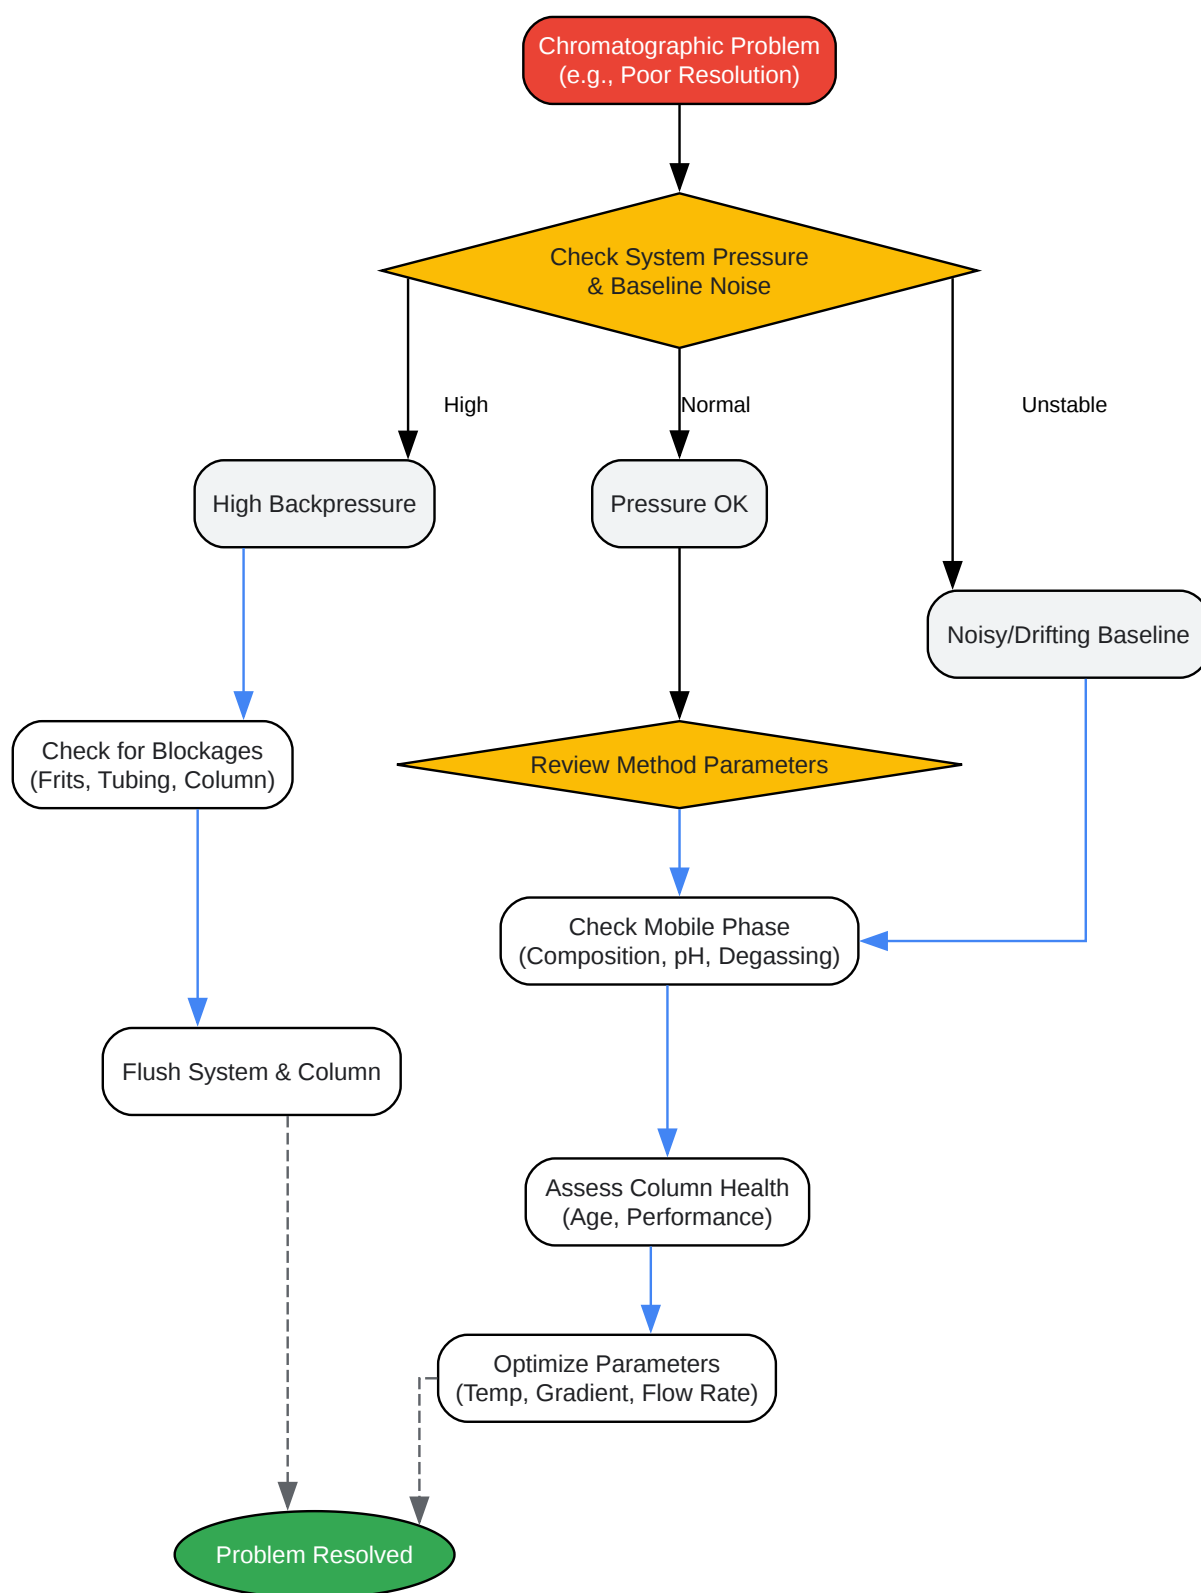 Chromatographic Problem
(e.g., Poor Resolution)
Check System Pressure
& Baseline Noise
High
Normal
Unstable
High Backpressure
Pressure OK
Noisy/Drifting Baseline
Check for Blockages
(Frits, Tubing, Column)
Review Method Parameters
Check Mobile Phase
(Composition, pH, Degassing)
Flush System & Column
Assess Column Health
(Age, Performance)
Optimize Parameters
(Temp, Gradient, Flow Rate)
Problem Resolved